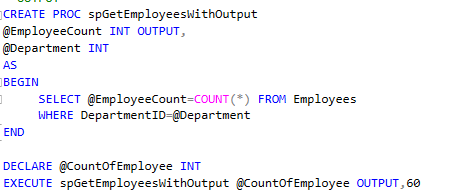 CREATE PROC spGetEmployeesWithOutput
@EmployeeCount INT OUTPUT,
@Department INT
AS
BEGIN
SELECT @EmployeeCount=COUNT(*) FROM Employees
WHERE DepartmentID=@Department
END
DECLARE @CountOfEmployee INT
EXECUTE spGetEmployeesWithOutput @CountOfEmployee OUTPUT,60